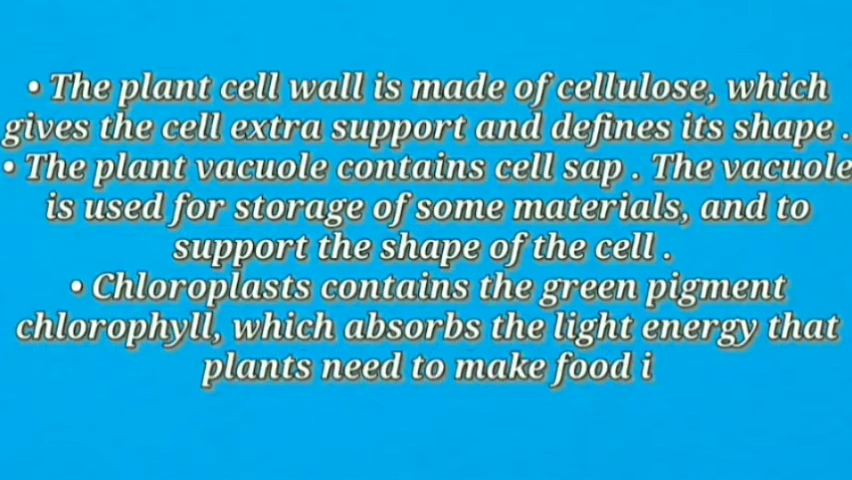 • The plant cell wall is made of cellulose, which
gives the cell extra support and defines its shape .
• The plant vacuole contains cell sap . The vacuole
is used for storage of some materials, and to
support the shape of the cell .
• Chloroplasts contains the green pigment
chlorophyll, which absorbs the light energy that
plants need to make food i